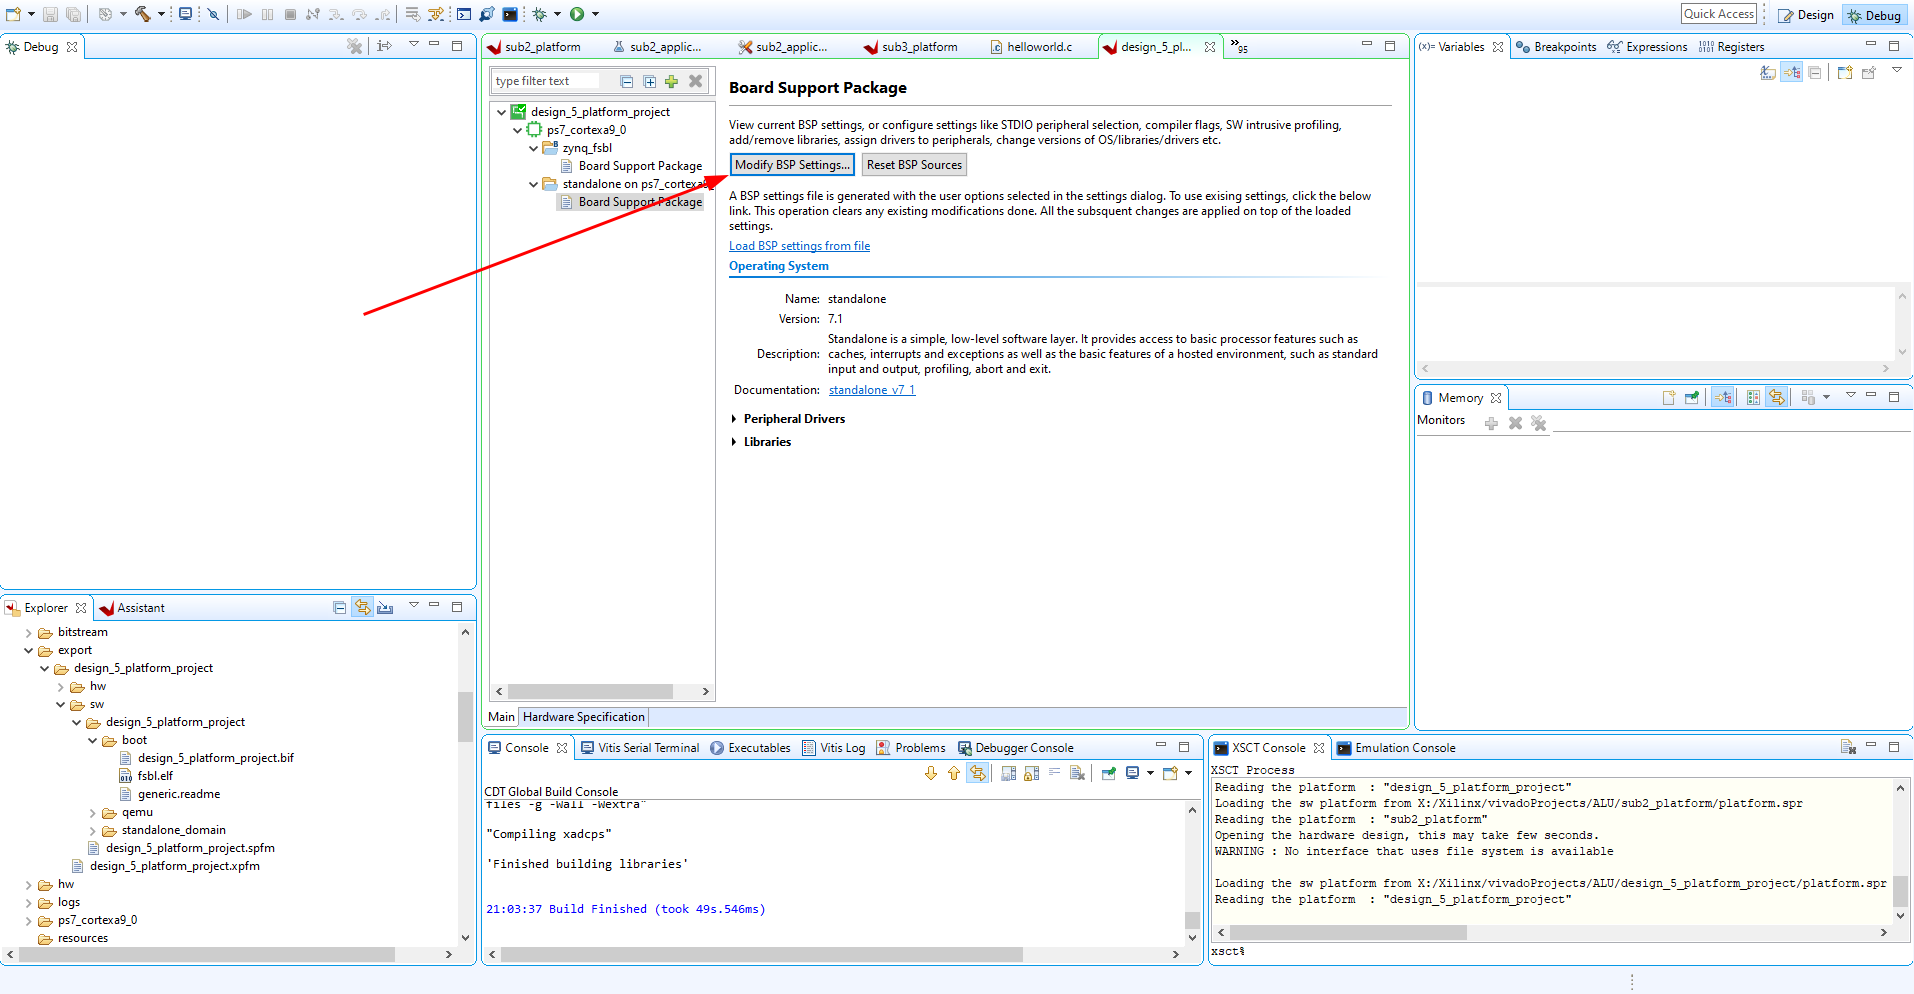 Quick Access
Design
Debug
Debug
sub2_platform
sub2_applic...
sub2_applic...
sub3_platform
helloworld.c
design_5_pl...
»95
type filter text
design_5_platform_project
ps7_cortexa9_0
zynq_fsbl
Board Support Package
standalone on ps7_cortexa9_
Board Support Package
Board Support Package
View current BSP settings, or configure settings like STDIO peripheral selection, compiler flags, SW intrusive profiling,
add/remove libraries, assign drivers to peripherals, change versions of OS/libraries/drivers etc.
Modify BSP Settings...
Reset BSP Sources
A BSP settings file is generated with the user options selected in the settings dialog. To use exising settings, click the below
link. This operation clears any existing modifications done. All the subsquent changes are applied on top of the loaded
settings.
Load BSP settings from file
Operating System
Name: standalone
Version: 7.1
Description: Standalone is a simple, low-level software layer. It provides access to basic processor features such as
caches, interrupts and exceptions as well as the basic features of a hosted environment, such as standard
input and output, profiling, abort and exit.
Documentation: standalone_v7_1
Peripheral Drivers
Libraries
Main
Hardware Specification
(x)= Variables
Breakpoints
Expressions
Registers
Memory
Monitors
Explorer
Assistant
bitstream
export
design_5_platform_project
hw
sw
design_5_platform_project
boot
design_5_platform_project.bif
fsbl.elf
generic.readme
qemu
standalone_domain
design_5_platform_project.spfm
design_5_platform_project.xpfm
hw
logs
ps7_cortexa9_0
resources
Console
Vitis Serial Terminal
Executables
Vitis Log
Problems
Debugger Console
CDT Global Build Console
files -g -Wall -Wextra"
"Compiling xadcps"
'Finished building libraries'
21:03:37 Build Finished (took 49s.546ms)
XSCT Console
Emulation Console
XSCT Process
Reading the platform : "design_5_platform_project"
Loading the sw platform from X:/Xilinx/vivadoProjects/ALU/sub2_platform/platform.spr
Reading the platform : "sub2_platform"
Opening the hardware design, this may take few seconds.
WARNING : No interface that uses file system is available
Loading the sw platform from X:/Xilinx/vivadoProjects/ALU/design_5_platform_project/platform.spr
Reading the platform : "design_5_platform_project"
xsct%